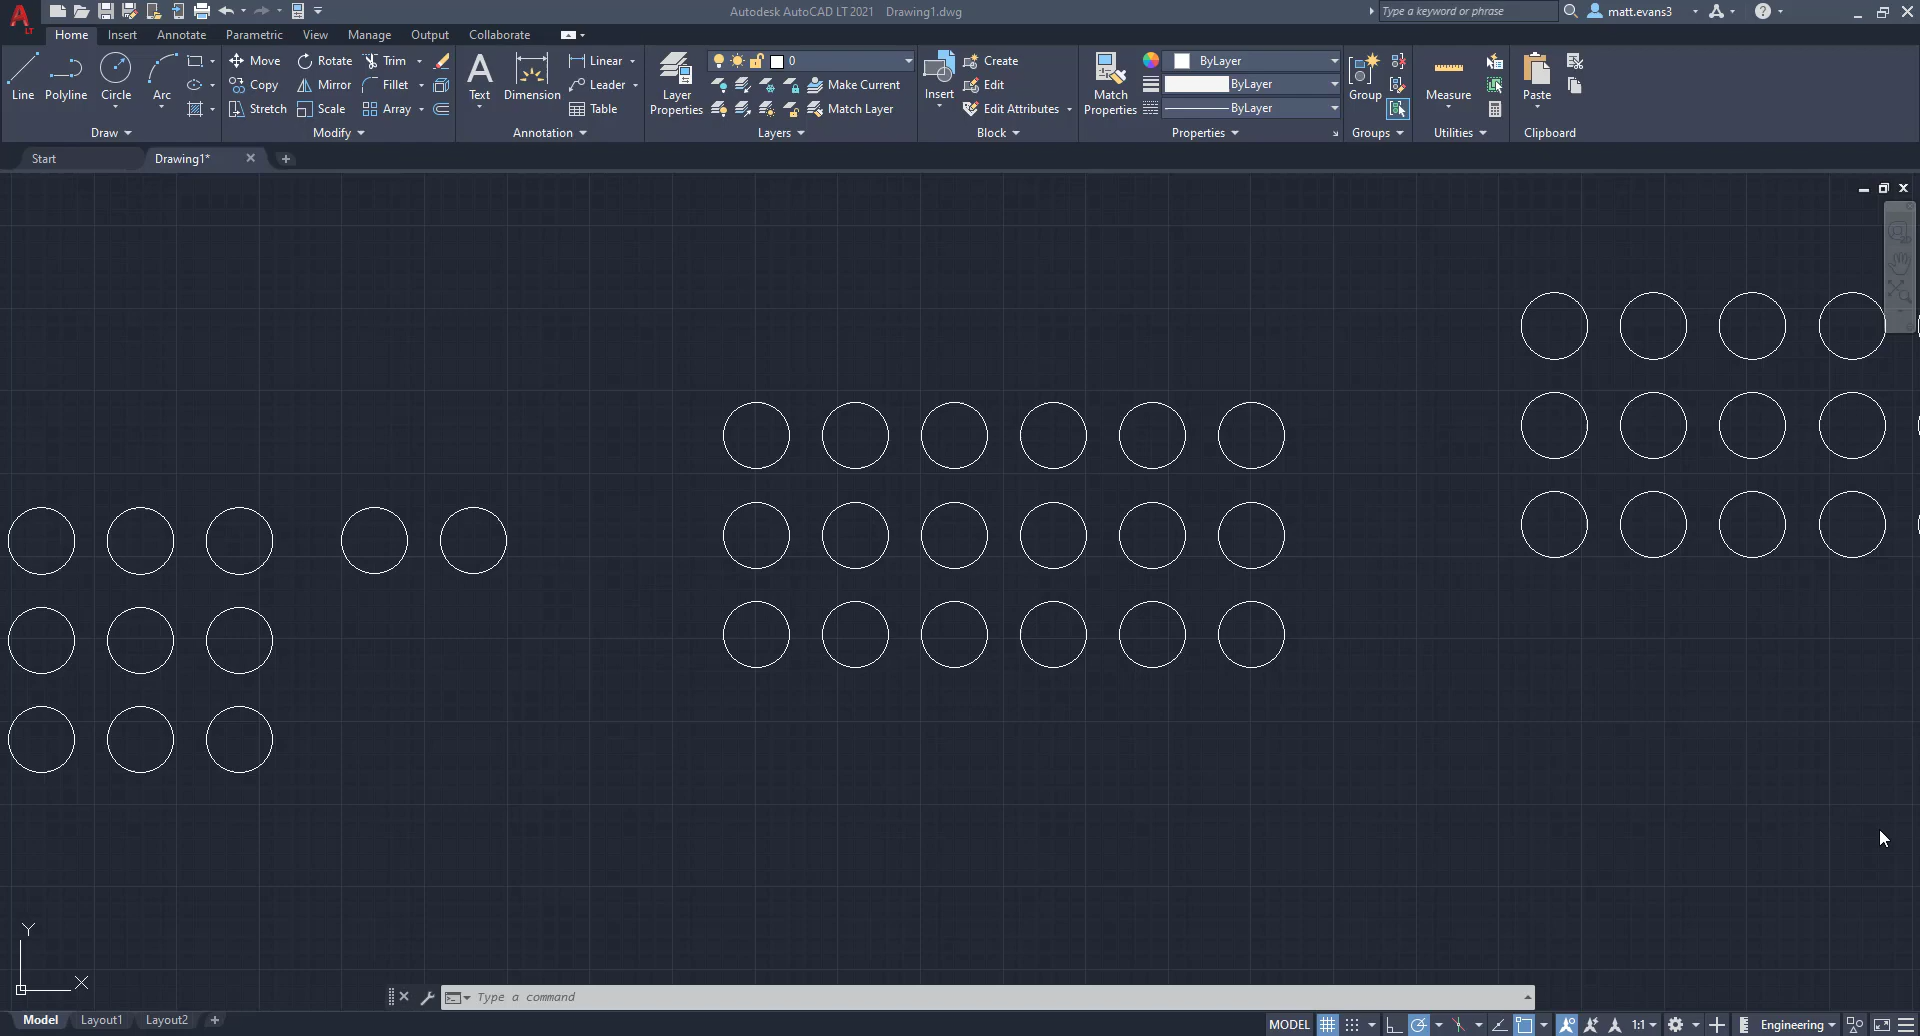 LT
Autodesk AutoCAD LT 2021 Drawing1.dwg
Type a keyword or phrase
matt.evans3
Home Insert Annotate Parametric View Manage Output Collaborate
Line
Polyline
Circle
Arc
Draw
Move Rotate Trim
Copy Mirror Fillet
Stretch Scale Array
Modify
Text
Dimension
Linear
Leader
Table
Annotation
Layer
Properties
0
Make Current
Match Layer
Layers
Insert
Create
Edit
Edit Attributes
Block
Match
Properties
ByLayer
ByLayer
ByLayer
Properties
Group
Groups
Measure
Utilities
Paste
Clipboard
Start Drawing1*
Y
X
Type a command
Model Layout1 Layout2
MODEL 1:1 Engineering